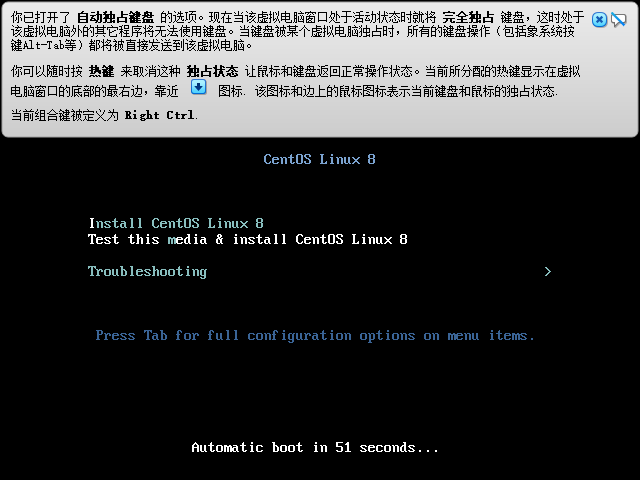 你已打开了 自动独占键盘 的选项。现在当该虚拟电脑窗口处于活动状态时就将 完全独占 键盘，这时处于
该虚拟电脑外的其它程序将无法使用键盘。当键盘被某个虚拟电脑独占时，所有的键盘操作（包括象系统按
键Alt-Tab等）都将被直接发送到该虚拟电脑。
你可以随时按 热键 来取消这种 独占状态 让鼠标和键盘返回正常操作状态。当前所分配的热键显示在虚拟
电脑窗口的底部的最右边，靠近 图标. 该图标和边上的鼠标图标表示当前键盘和鼠标的独占状态.
当前组合键被定义为 Right Ctrl.
CentOS Linux 8
Install CentOS Linux 8
Test this media & install CentOS Linux 8
Troubleshooting >
Press Tab for full configuration options on menu items.
Automatic boot in 51 seconds...